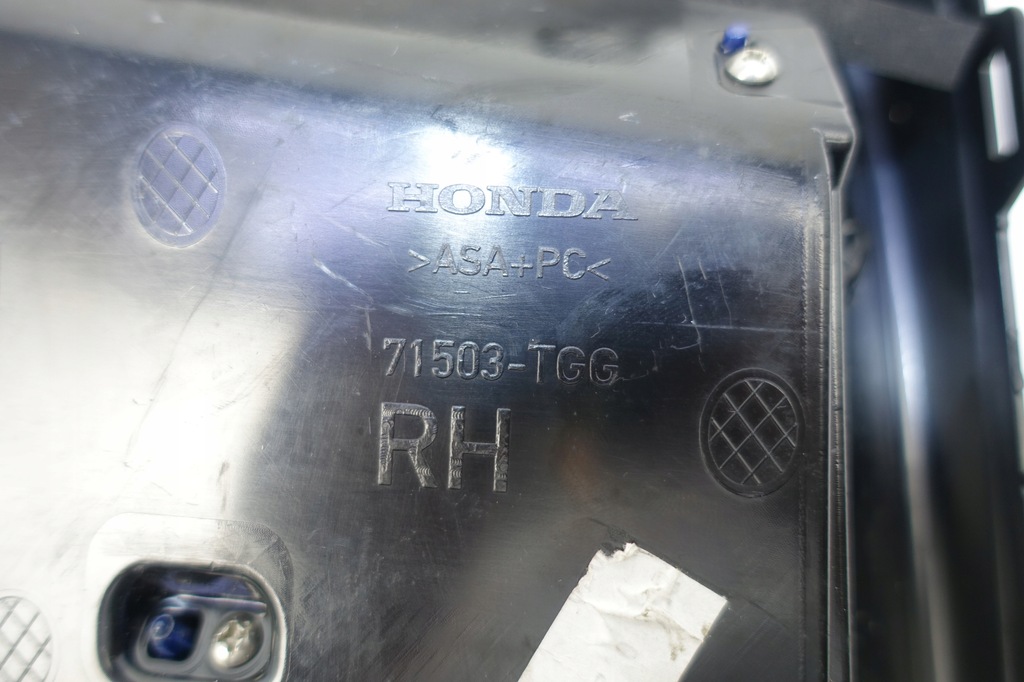 HONDA
>ASA+PC<
71503-TGG
RH